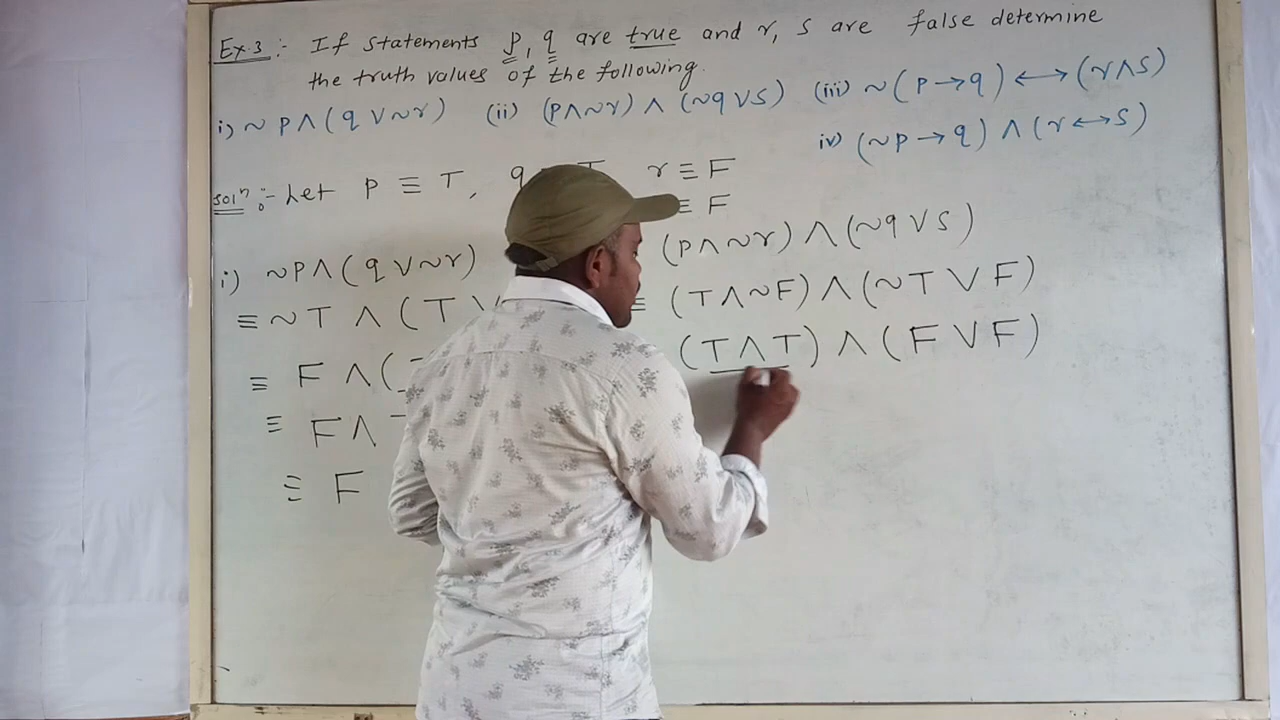 Ex.3 :- If statements p, q are true and r, s are false determine
the truth values of the following.
i) ~ p ∧ ( q ∨ ~ r ) (ii) ( p ∧ ~ r ) ∧ ( ~ q ∨ s ) (iii) ~ ( p → q ) ↔ ( r ∧ s )
iv) ( ~ p → q ) ∧ ( r ↔ s )
Solⁿ :- Let p ≡ T , q T r ≡ F
≡ F
i) ~ p ∧ ( q ∨ ~ r ) ( p ∧ ~ r ) ∧ ( ~ q ∨ s )
≡ ~ T ∧ ( T ∨ ≡ ( T ∧ ~ F ) ∧ ( ~ T ∨ F )
≡ F ∧ ( ( T ∧ T ) ∧ ( F ∨ F )
≡ F ∧
≡ F